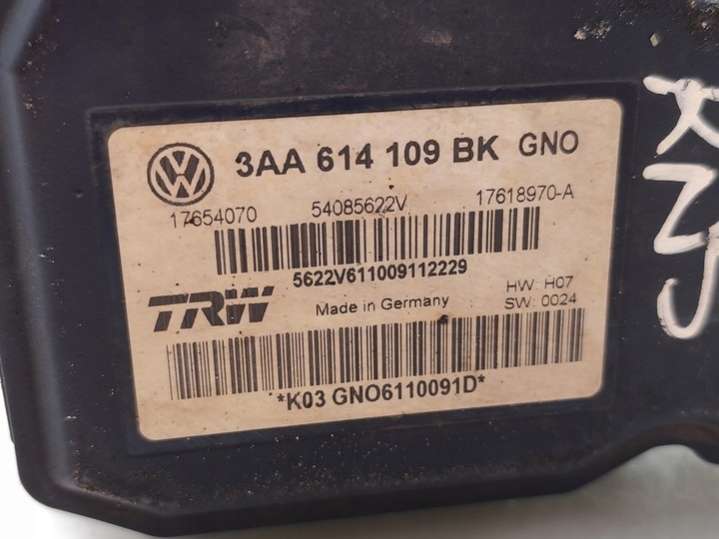 3AA 614 109 BK GNO
17654070 54085622V 17618970-A
5622V611009112229
HW: H07
TRW Made in Germany SW: 0024
*K03 GNO6110091D*